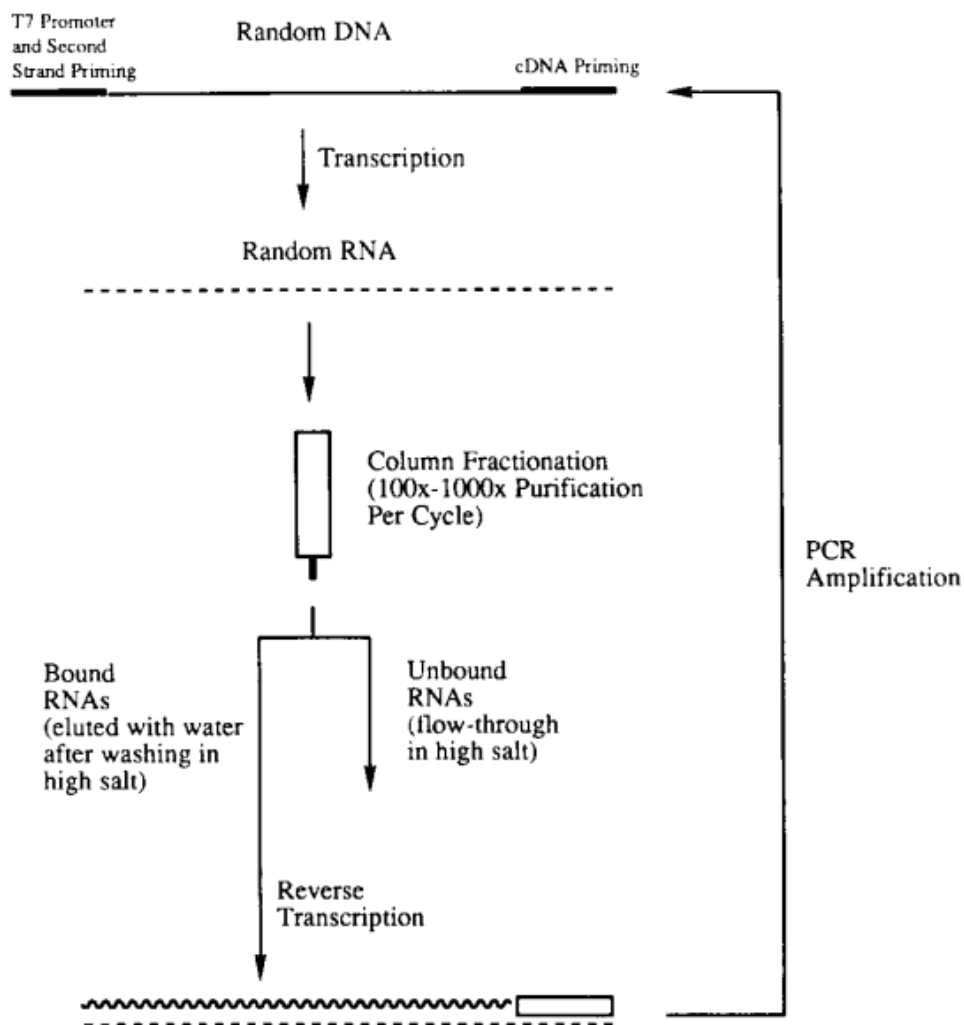 T7 Promoter
and Second
Strand Priming
Random DNA
cDNA Priming
Transcription
Random RNA
Column Fractionation
(100x-1000x Purification
Per Cycle)
PCR
Amplification
Bound
RNAs
(eluted with water
after washing in
high salt)
Unbound
RNAs
(flow-through
in high salt)
Reverse
Transcription